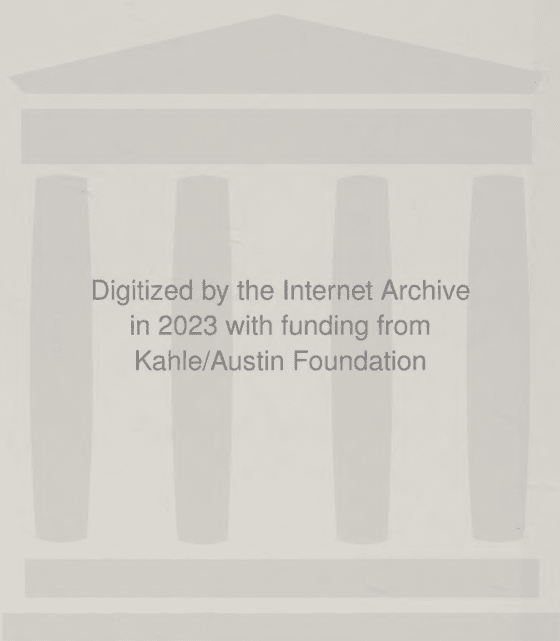 Digitized by the Internet Archive
in 2023 with funding from
Kahle/Austin Foundation